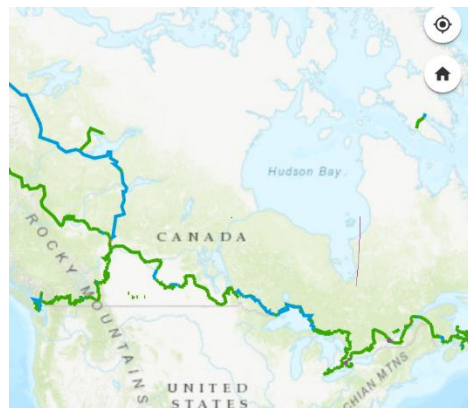 Hudson Bay
CANADA
ROCKY MOUNTAINS
UNITED
STATES
CHIAN MTNS